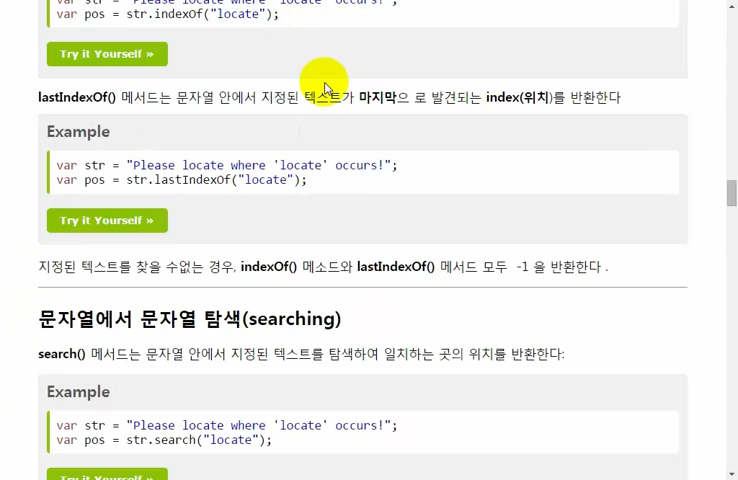 var str = "Please locate where 'locate' occurs!";
var pos = str.indexOf("locate");
Try it Yourself »
lastIndexOf() 메서드는 문자열 안에서 지정된 텍스트가 마지막으 로 발견되는 index(위치)를 반환한다
Example
var str = "Please locate where 'locate' occurs!";
var pos = str.lastIndexOf("locate");
Try it Yourself »
지정된 텍스트를 찾을 수없는 경우, indexOf() 메소드와 lastIndexOf() 메서드 모두 -1 을 반환한다 .
문자열에서 문자열 탐색(searching)
search() 메서드는 문자열 안에서 지정된 텍스트를 탐색하여 일치하는 곳의 위치를 반환한다:
Example
var str = "Please locate where 'locate' occurs!";
var pos = str.search("locate");
Try it Yourself »